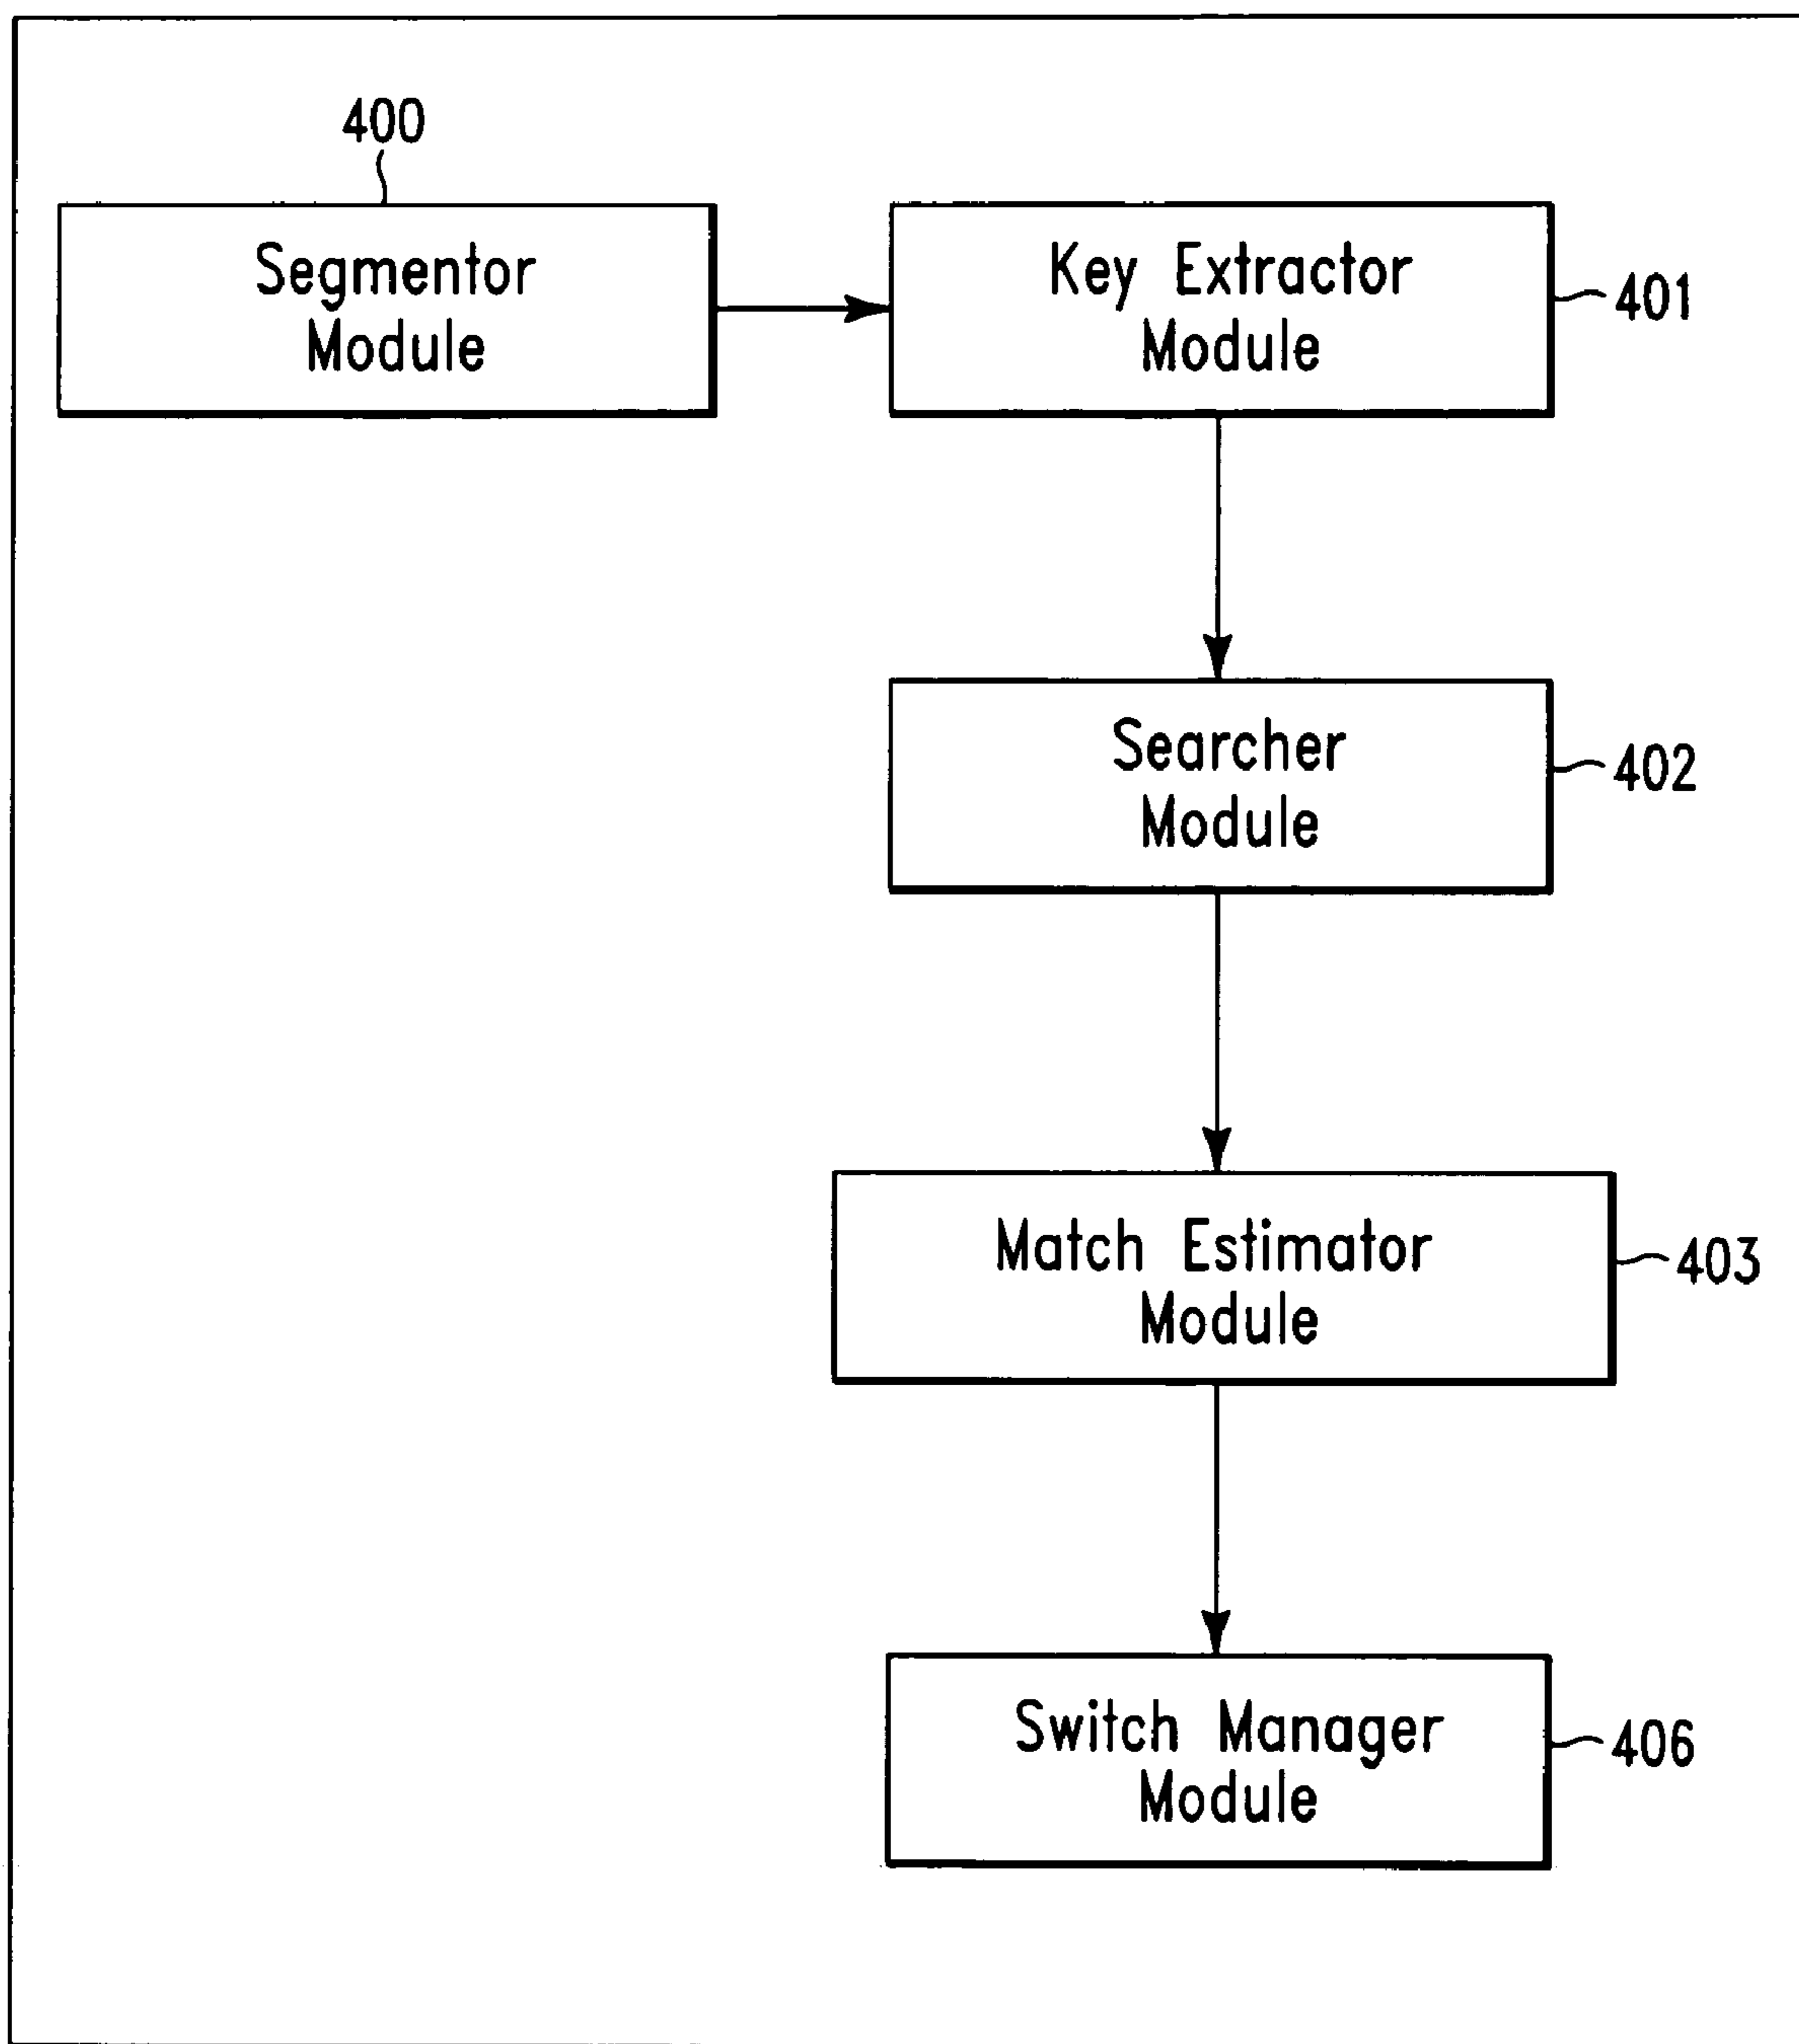 400
Segmentor
Module
Key Extractor
Module
401
Searcher
Module
402
Match Estimator
Module
403
Switch Manager
Module
406